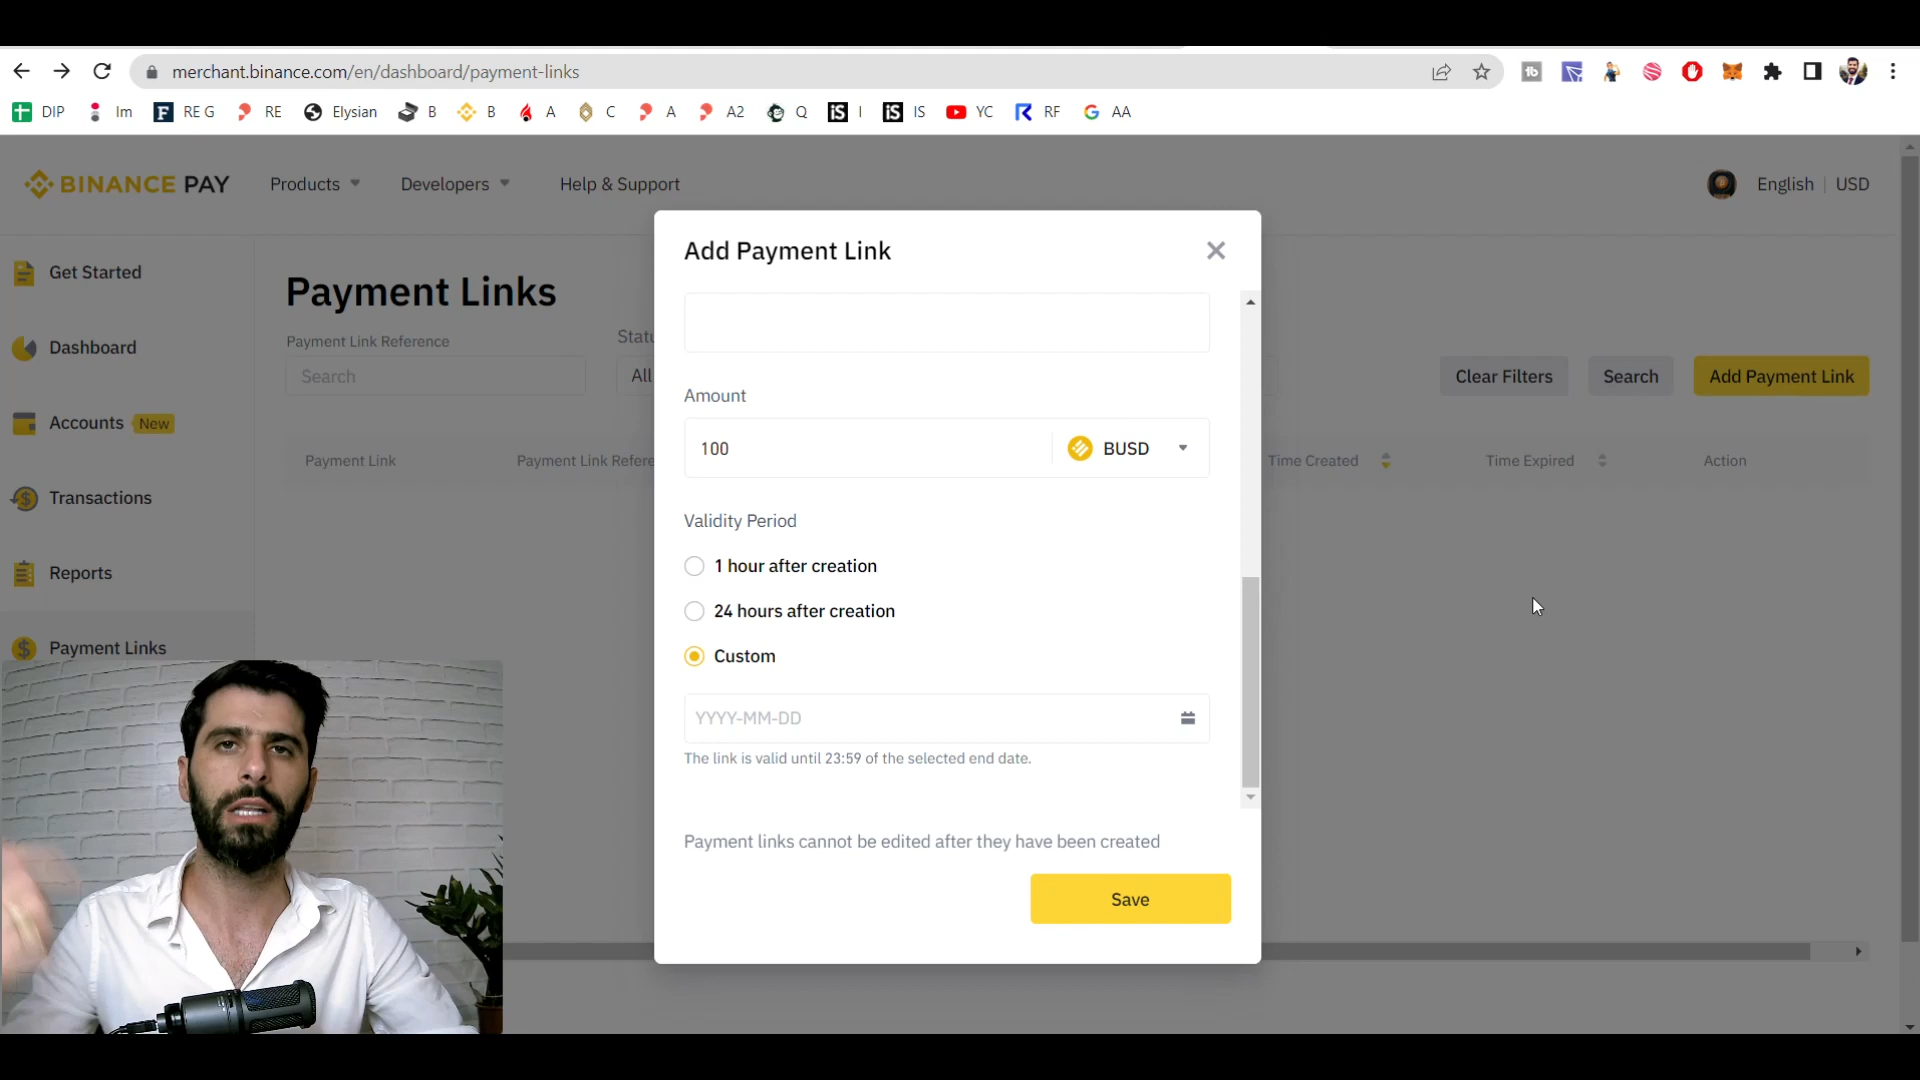 merchant.binance.com/en/dashboard/payment-links
DIP Im RE G RE Elysian B B A C A A2 Q I IS YC RF AA
BINANCE PAY Products Developers Help & Support English USD
Add Payment Link
Get Started
Payment Links
Payment Link Reference
Statu
Dashboard
Search
All
Clear Filters
Search
Add Payment Link
Amount
100
BUSD
Accounts New
Payment Link
Payment Link Refere
Time Created
Time Expired
Action
Transactions
Validity Period
1 hour after creation
Reports
24 hours after creation
Payment Links
Custom
YYYY-MM-DD
The link is valid until 23:59 of the selected end date.
Payment links cannot be edited after they have been created
Save